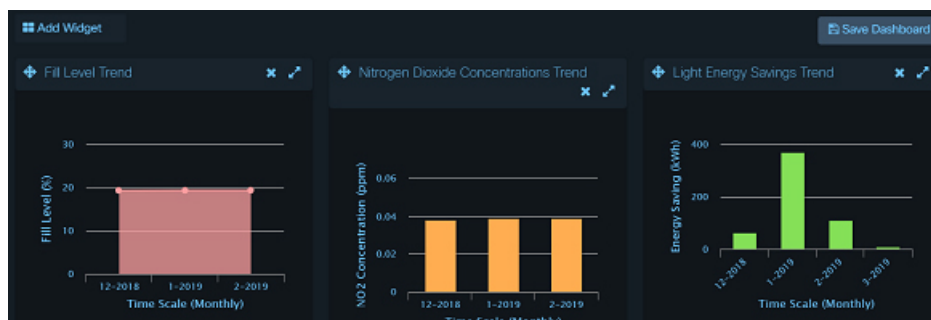 Add Widget
Save Dashboard
Fill Level Trend
Nitrogen Dioxide Concentrations Trend
Light Energy Savings Trend
Fill Level (%)
30
20
10
0
12-2018
1-2019
2-2019
Time Scale (Monthly)
NO2 Concentration (ppm)
0.06
0.04
0.02
0
12-2018
1-2019
2-2019
Time Scale (Monthly)
Energy Saving (kWh)
400
200
0
12-2018
1-2019
2-2019
3-2019
Time Scale (Monthly)